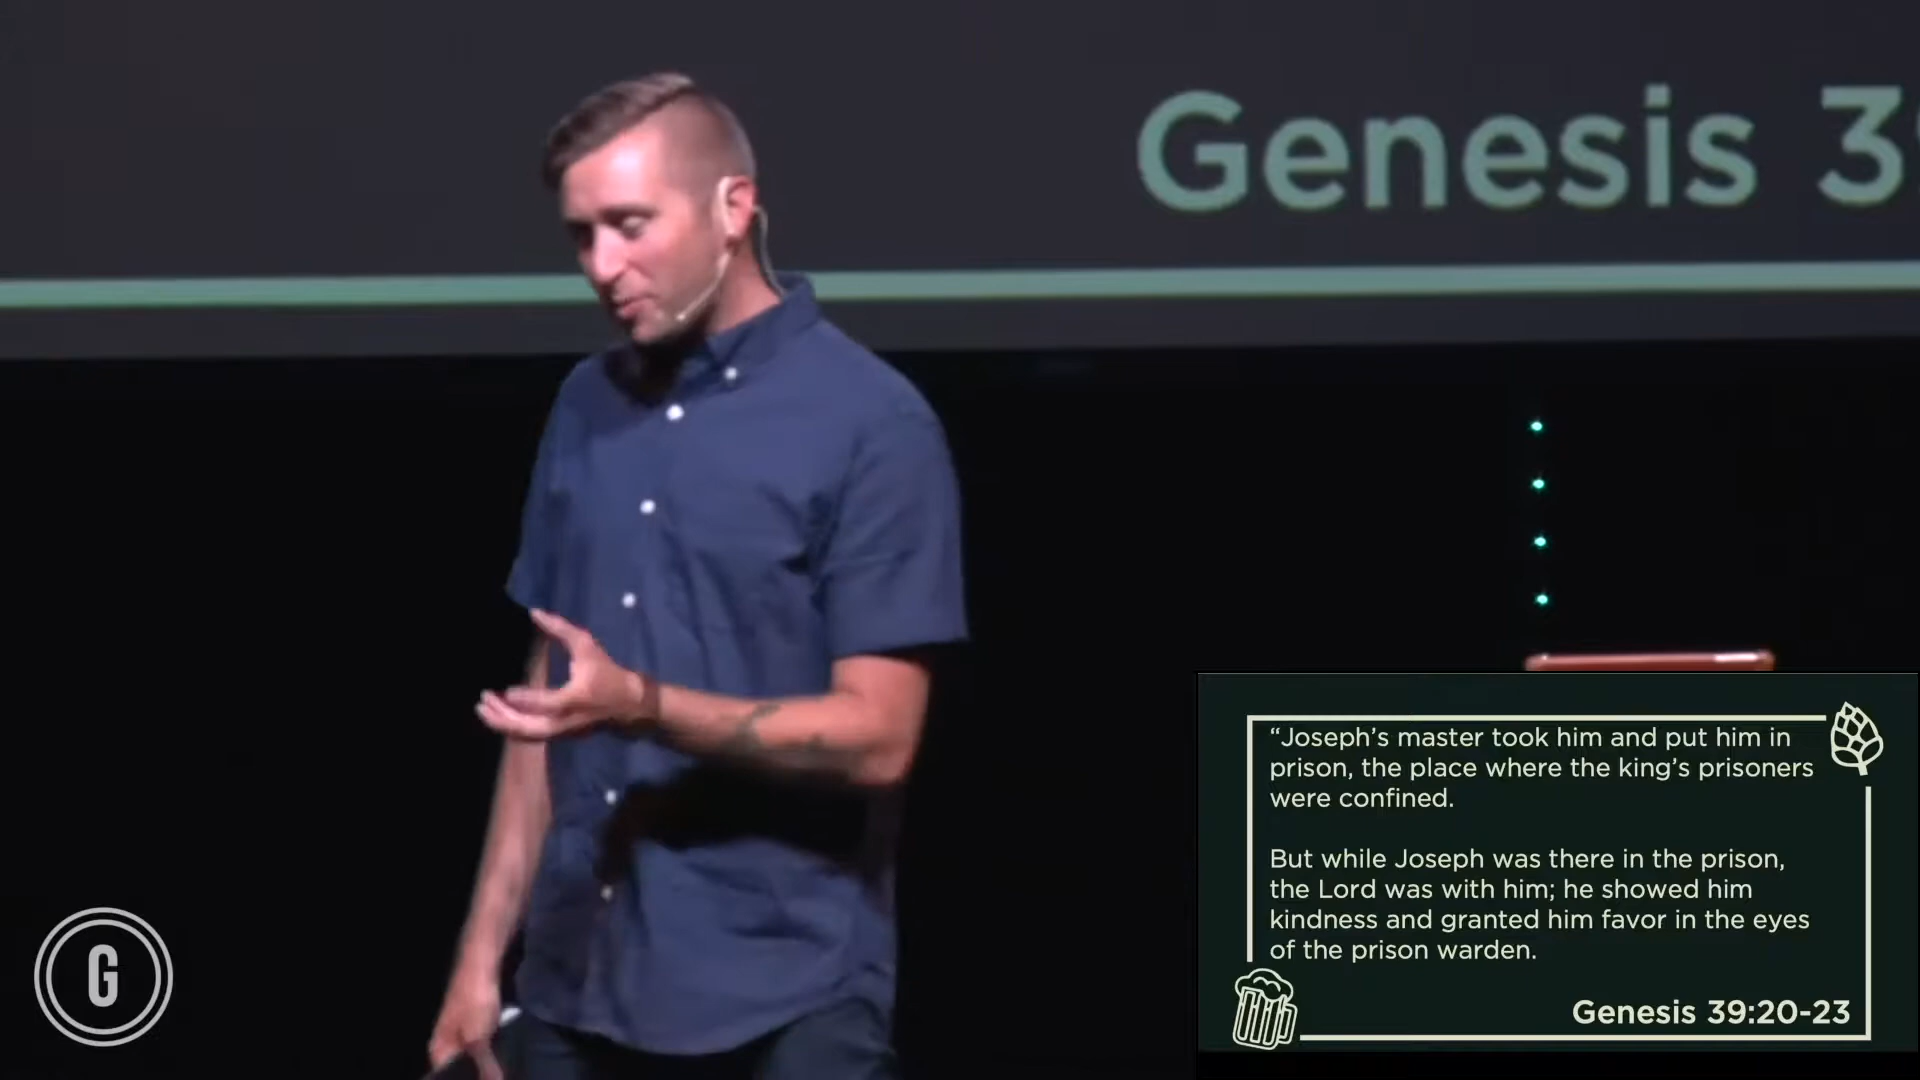 Genesis 39
“Joseph’s master took him and put him in
prison, the place where the king’s prisoners
were confined.
But while Joseph was there in the prison,
the Lord was with him; he showed him
kindness and granted him favor in the eyes
of the prison warden.
Genesis 39:20-23
G